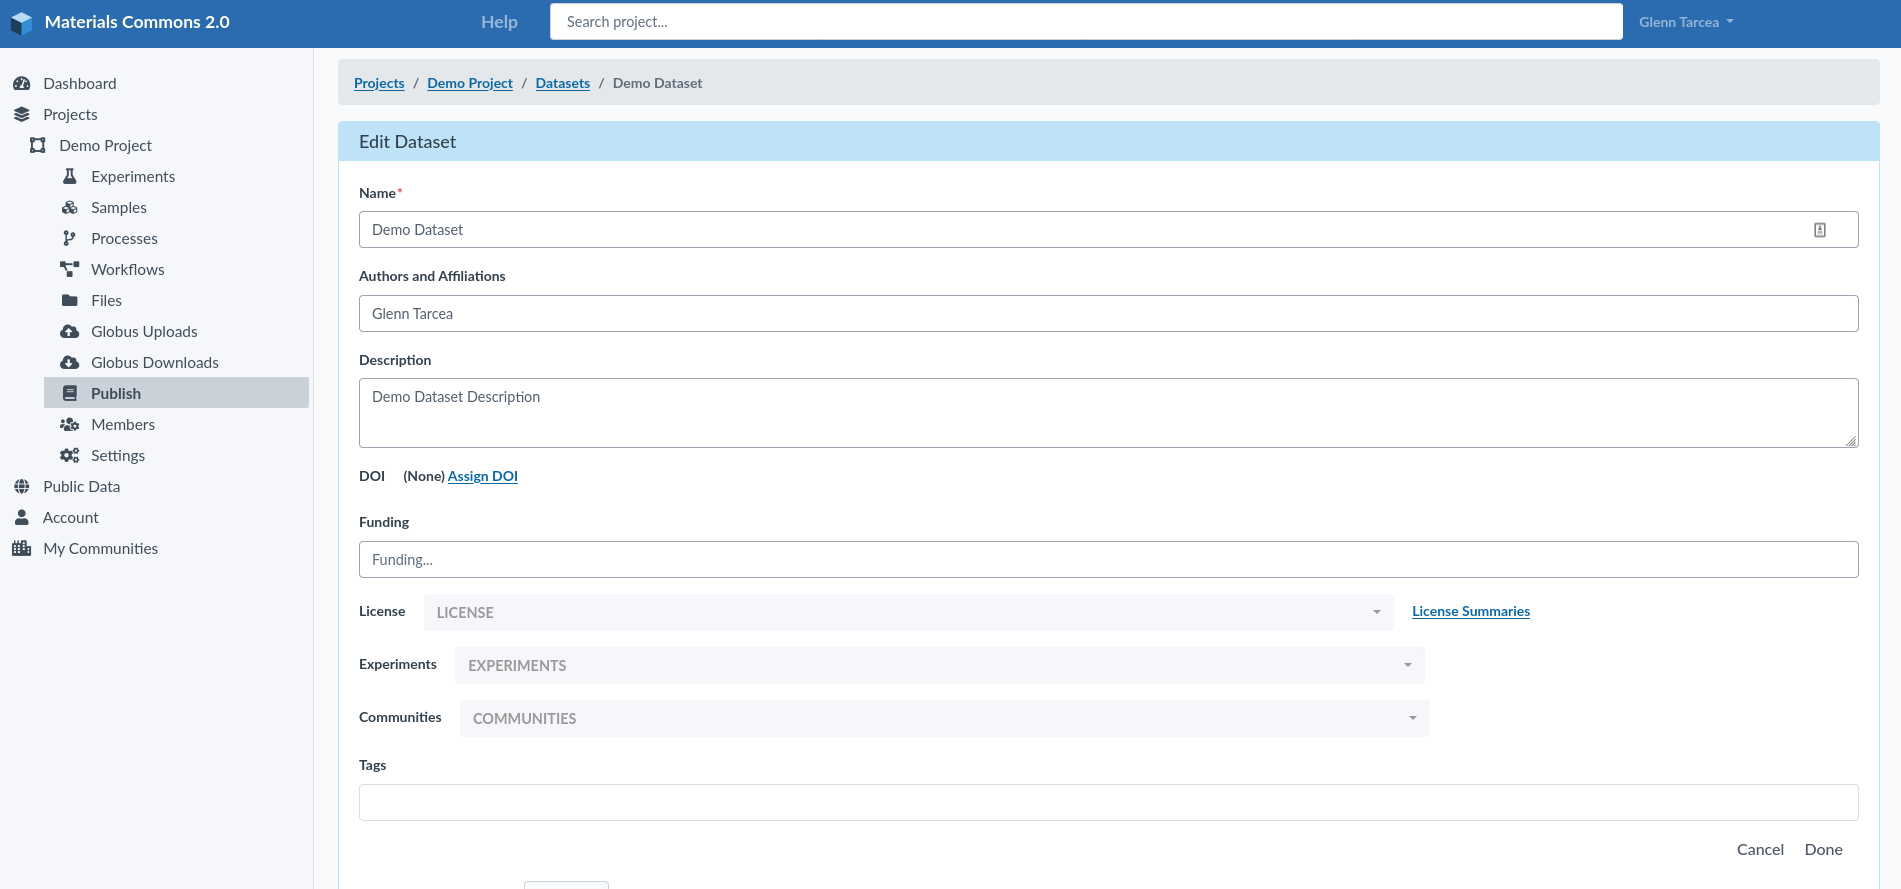 Materials Commons 2.0
Help
Search project...
Glenn Tarcea
Dashboard
Projects
Demo Project
Experiments
Samples
Processes
Workflows
Files
Globus Uploads
Globus Downloads
Publish
Members
Settings
Public Data
Account
My Communities
Projects / Demo Project / Datasets / Demo Dataset
Edit Dataset
Name*
Demo Dataset
Authors and Affiliations
Glenn Tarcea
Description
Demo Dataset Description
DOI (None) Assign DOI
Funding
Funding...
License LICENSE License Summaries
Experiments EXPERIMENTS
Communities COMMUNITIES
Tags
Cancel Done